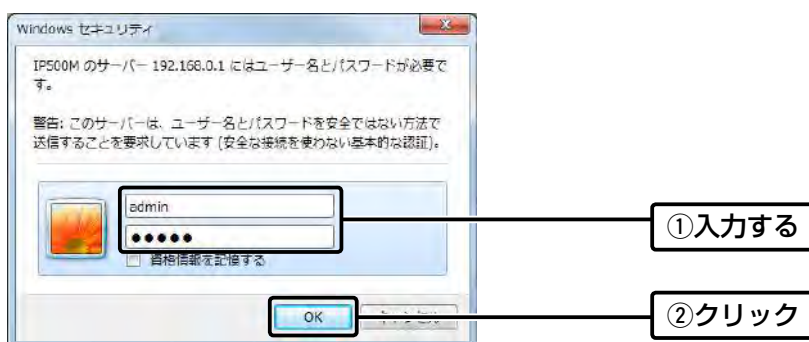 Windows セキュリティ
IP500M のサーバー 192.168.0.1 にはユーザー名とパスワードが必要で
す。
警告: このサーバーは、ユーザー名とパスワードを安全ではない方法で
送信することを要求しています (安全な接続を使わない基本的な認証)。
admin
●●●●●
資格情報を記憶する
①入力する
OK
キャンセル
②クリック